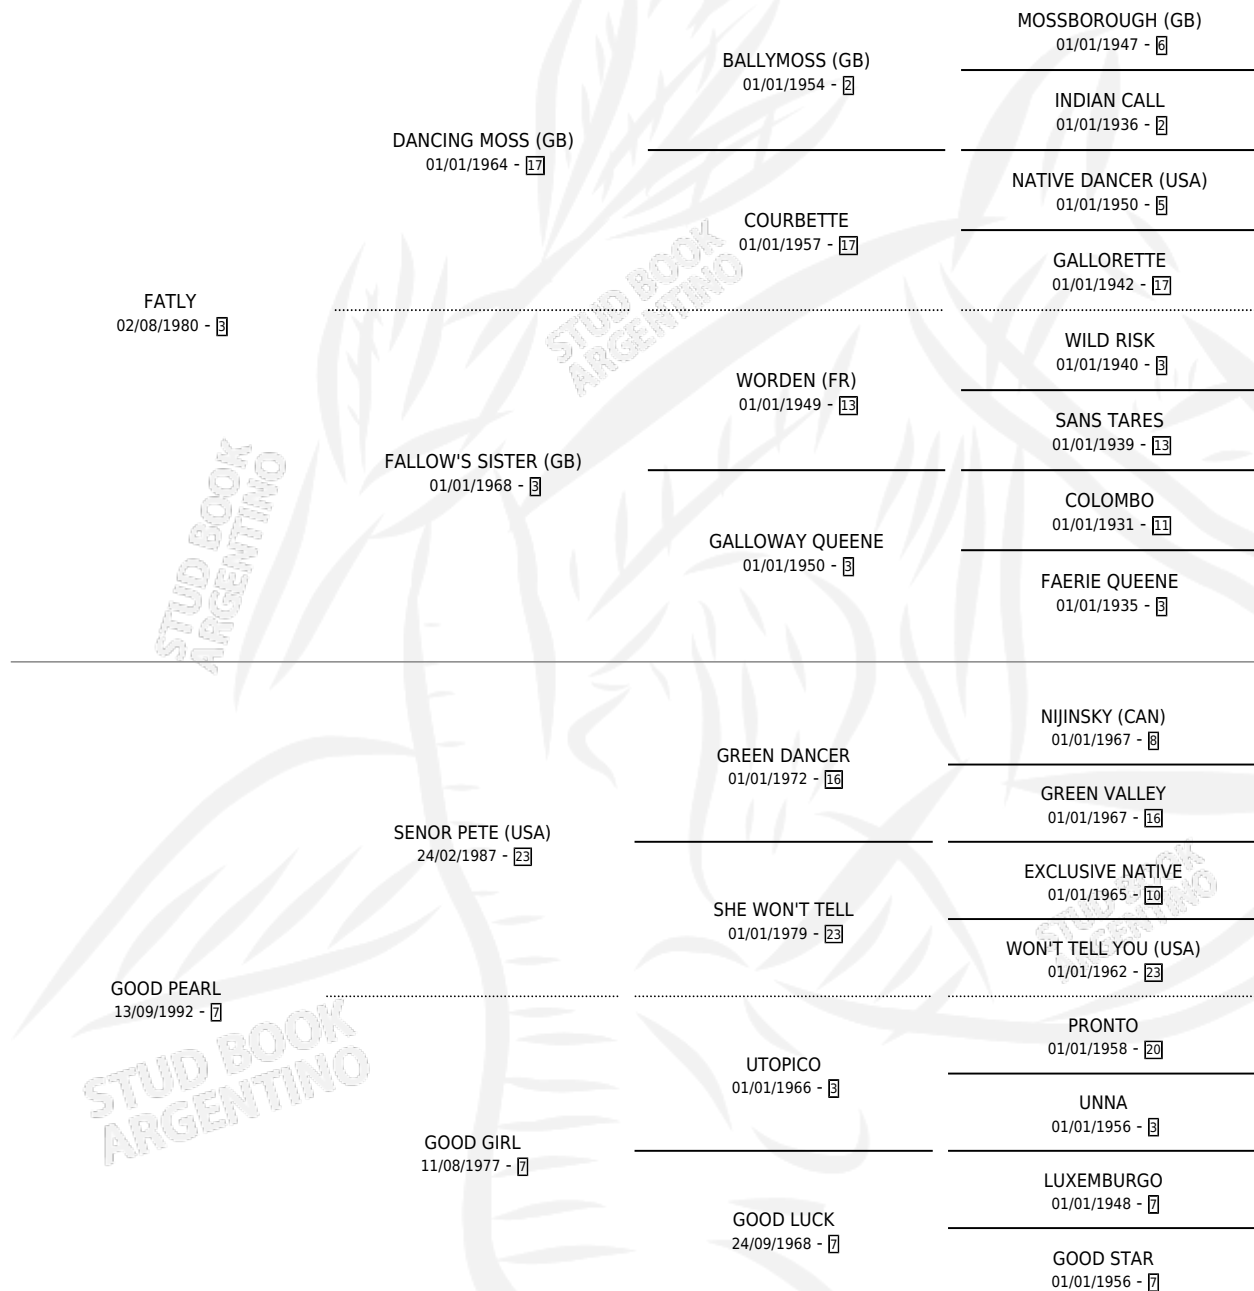 MOSSBOROUGH (GB)
01/01/1947 - 6
BALLYMOSS (GB)
01/01/1954 - 2
INDIAN CALL
01/01/1936 - 2
DANCING MOSS (GB)
01/01/1964 - 17
NATIVE DANCER (USA)
01/01/1950 - 5
COURBETTE
01/01/1957 - 17
GALLORETTE
01/01/1942 - 17
FATLY
02/08/1980 - 3
WILD RISK
01/01/1940 - 3
WORDEN (FR)
01/01/1949 - 13
SANS TARES
01/01/1939 - 13
FALLOW'S SISTER (GB)
01/01/1968 - 3
COLOMBO
01/01/1931 - 11
GALLOWAY QUEENE
01/01/1950 - 3
FAERIE QUEENE
01/01/1935 - 3
NIJINSKY (CAN)
01/01/1967 - 8
GREEN DANCER
01/01/1972 - 16
GREEN VALLEY
01/01/1967 - 16
SENOR PETE (USA)
24/02/1987 - 23
EXCLUSIVE NATIVE
01/01/1965 - 10
SHE WON'T TELL
01/01/1979 - 23
WON'T TELL YOU (USA)
01/01/1962 - 23
GOOD PEARL
13/09/1992 - 7
PRONTO
01/01/1958 - 20
UTOPICO
01/01/1966 - 3
UNNA
01/01/1956 - 3
GOOD GIRL
11/08/1977 - 7
LUXEMBURGO
01/01/1948 - 7
GOOD LUCK
24/09/1968 - 7
GOOD STAR
01/01/1956 - 7
STUD BOOK
ARGENTINO
STUD BOOK
ARGENTINO
STUD BOOK
ARGENTINO
STUD BOOK
ARGENTINO